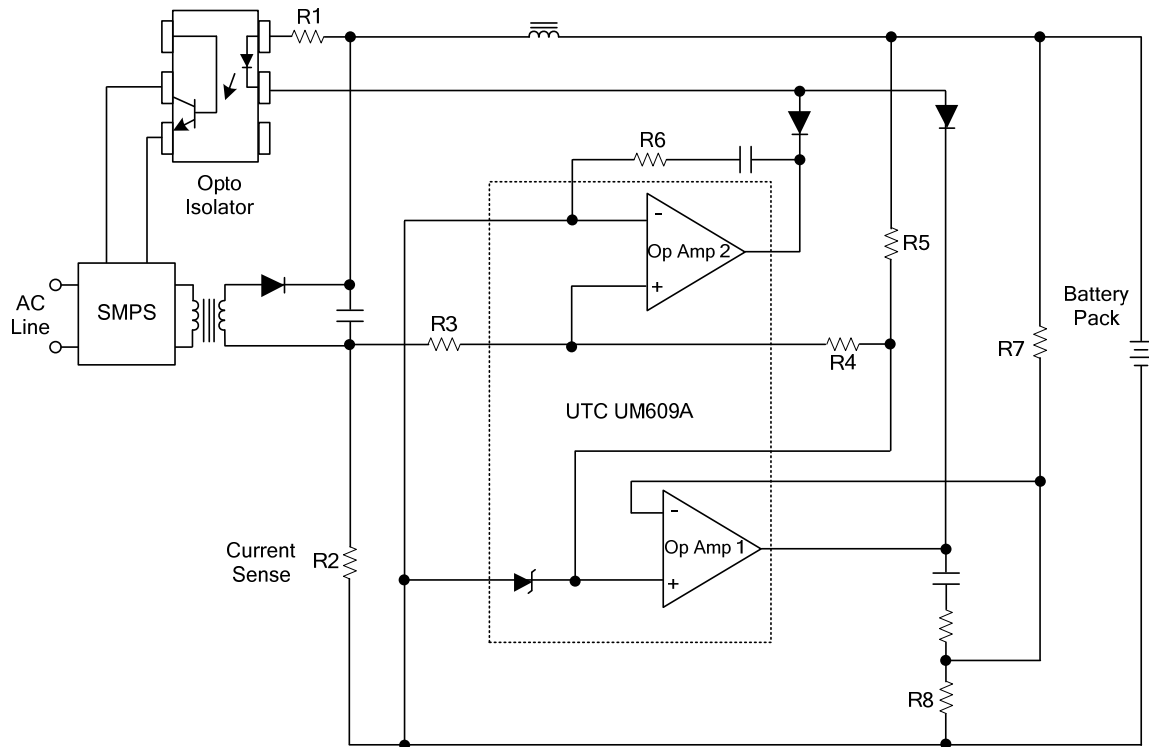 R1
R6
Opto
Isolator
-
Op Amp 2
+
R5
AC
Line
SMPS
R3
R4
Battery
Pack
R7
UTC UM609A
Current
Sense
R2
-
Op Amp 1
+
R8